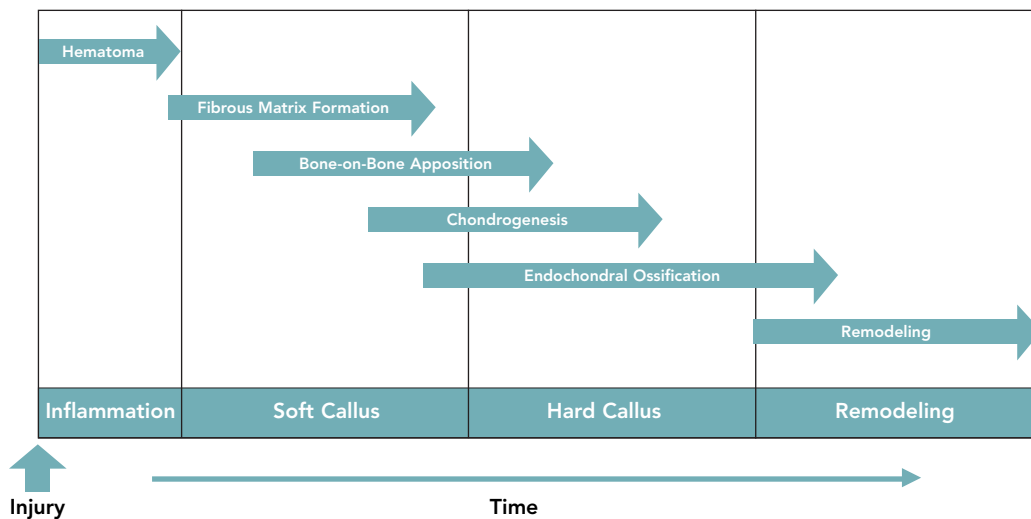 Hematoma
Fibrous Matrix Formation
Bone-on-Bone Apposition
Chondrogenesis
Endochondral Ossification
Remodeling
Inflammation Soft Callus Hard Callus Remodeling
Injury Time